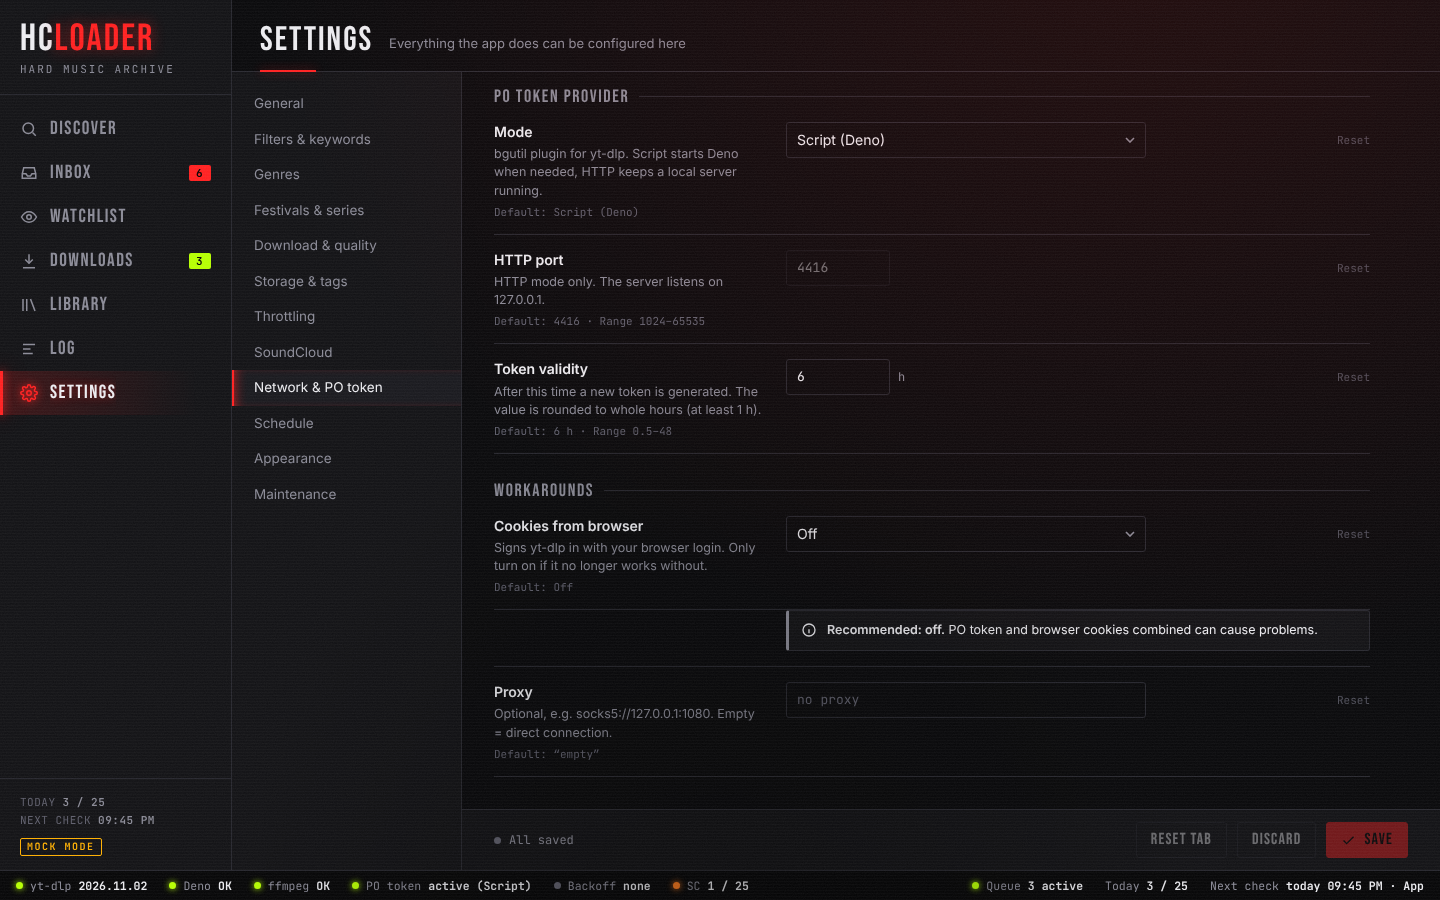 HCLOADER
HARD MUSIC ARCHIVE
DISCOVER
INBOX 6
WATCHLIST
DOWNLOADS 3
LIBRARY
LOG
SETTINGS
TODAY 3 / 25
NEXT CHECK 09:45 PM
MOCK MODE
SETTINGS Everything the app does can be configured here
General
Filters & keywords
Genres
Festivals & series
Download & quality
Storage & tags
Throttling
SoundCloud
Network & PO token
Schedule
Appearance
Maintenance
PO TOKEN PROVIDER
Mode
bgutil plugin for yt-dlp. Script starts Deno
when needed, HTTP keeps a local server
running.
Default: Script (Deno)
Script (Deno)
Reset
HTTP port
HTTP mode only. The server listens on
127.0.0.1.
Default: 4416 · Range 1024–65535
4416
Reset
Token validity
After this time a new token is generated. The
value is rounded to whole hours (at least 1 h).
Default: 6 h · Range 0.5–48
6 h
Reset
WORKAROUNDS
Cookies from browser
Signs yt-dlp in with your browser login. Only
turn on if it no longer works without.
Default: Off
Off
Reset
Recommended: off. PO token and browser cookies combined can cause problems.
Proxy
Optional, e.g. socks5://127.0.0.1:1080. Empty
= direct connection.
Default: “empty”
no proxy
Reset
All saved
RESET TAB
DISCARD
SAVE
yt-dlp 2026.11.02 Deno OK ffmpeg OK PO token active (Script) Backoff none SC 1 / 25 Queue 3 active Today 3 / 25 Next check today 09:45 PM · App